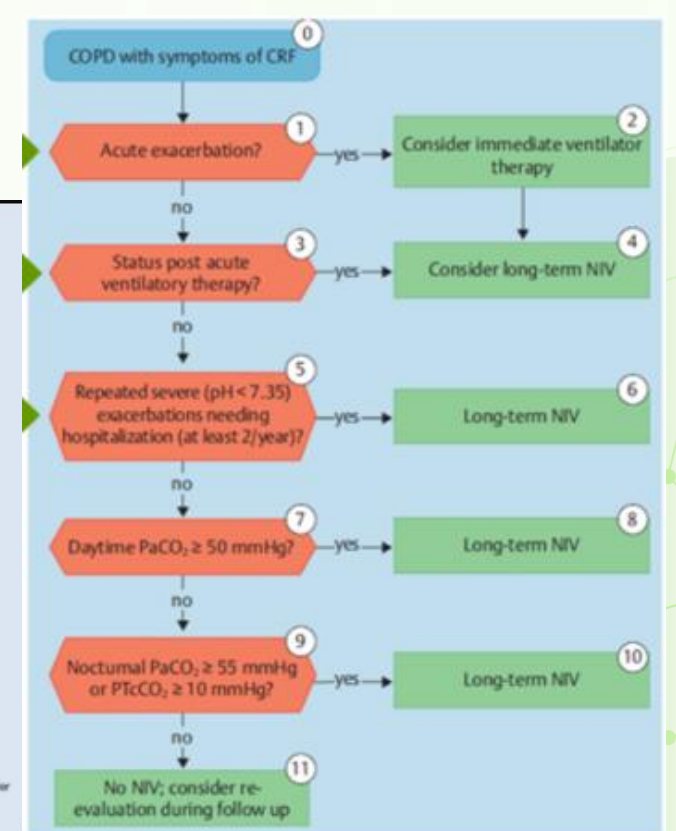 0
COPD with symptoms of CRF
1
Acute exacerbation?
yes
2
Consider immediate ventilator
therapy
no
3
Status post acute
ventilatory therapy?
yes
4
Consider long-term NIV
no
5
Repeated severe (pH < 7.35)
exacerbations needing
hospitalization (at least 2/year)?
yes
6
Long-term NIV
no
7
Daytime PaCO₂ ≥ 50 mmHg?
yes
8
Long-term NIV
no
9
Nocturnal PaCO₂ ≥ 55 mmHg
or PTcCO₂ ≥ 10 mmHg?
yes
10
Long-term NIV
no
11
No NIV; consider re-
evaluation during follow up